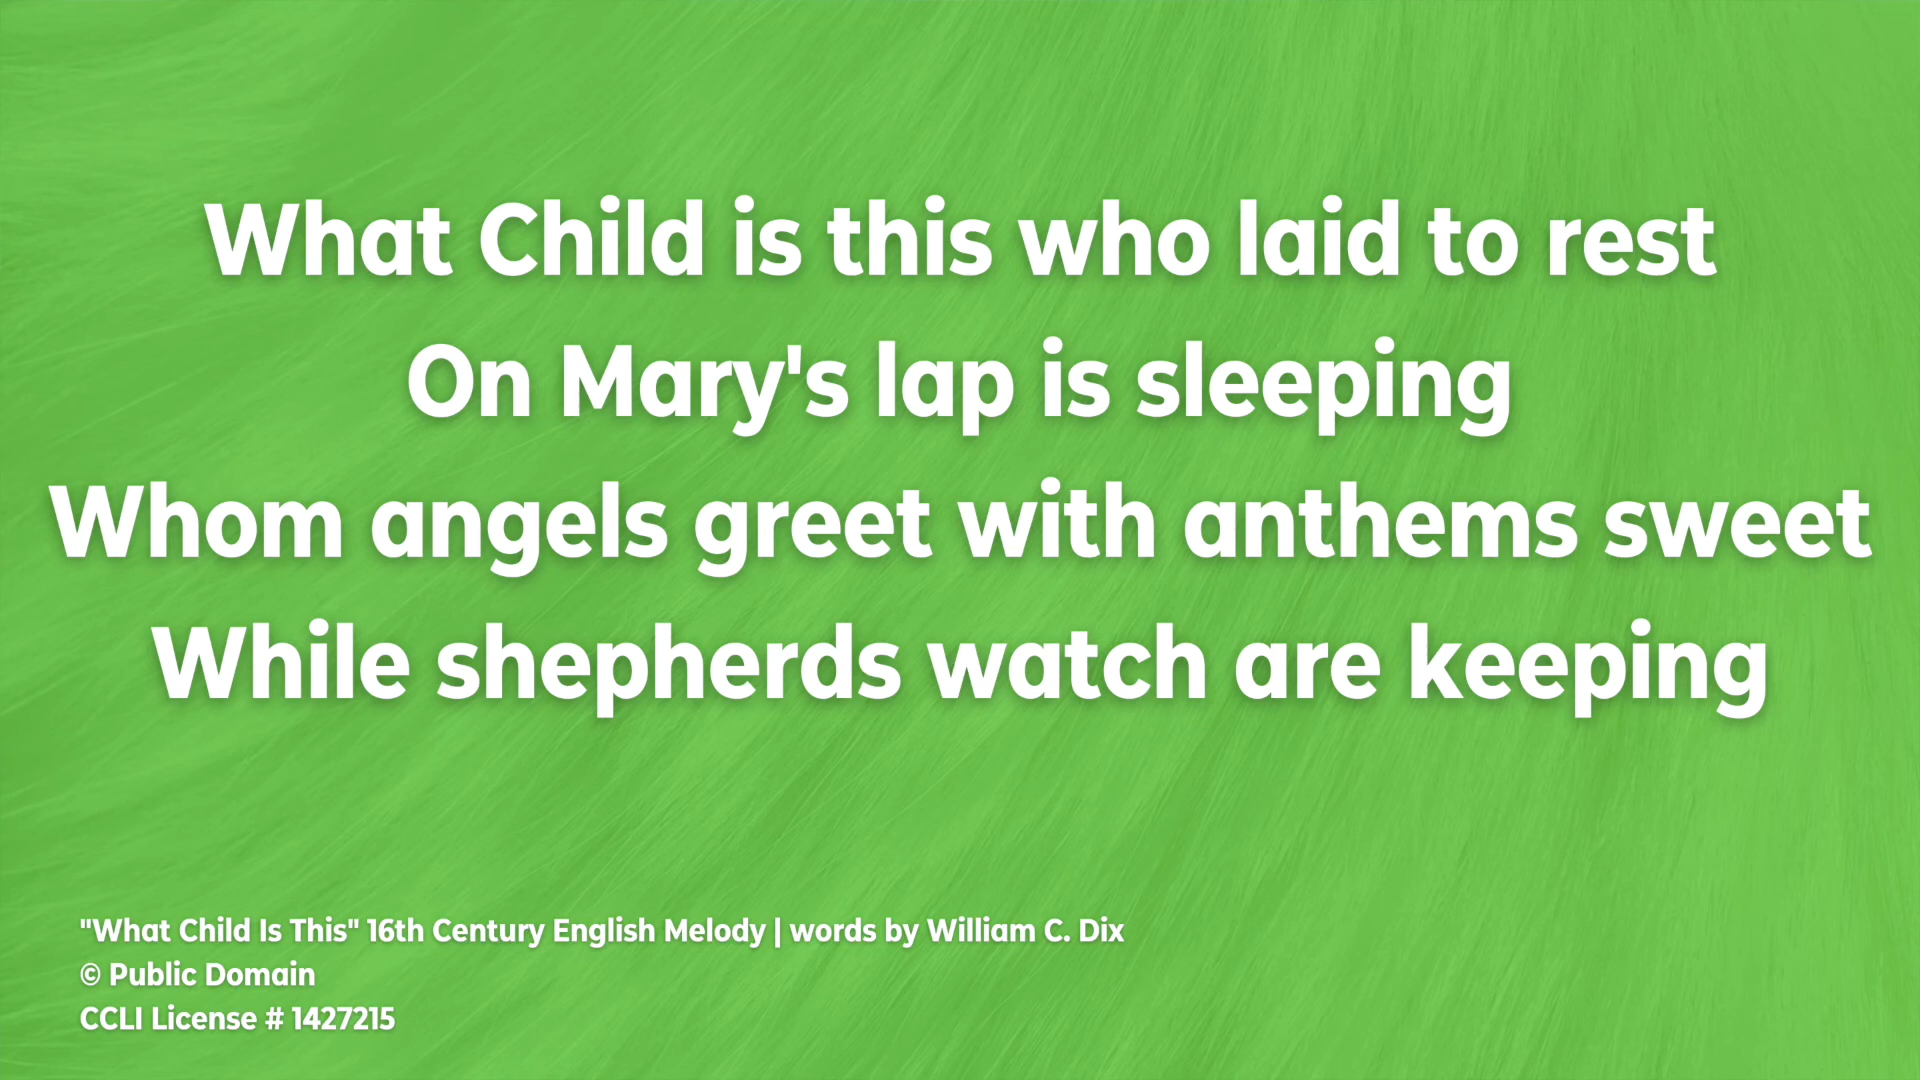 What Child is this who laid to rest
On Mary's lap is sleeping
Whom angels greet with anthems sweet
While shepherds watch are keeping
"What Child Is This" 16th Century English Melody | words by William C. Dix
© Public Domain
CCLI License # 1427215